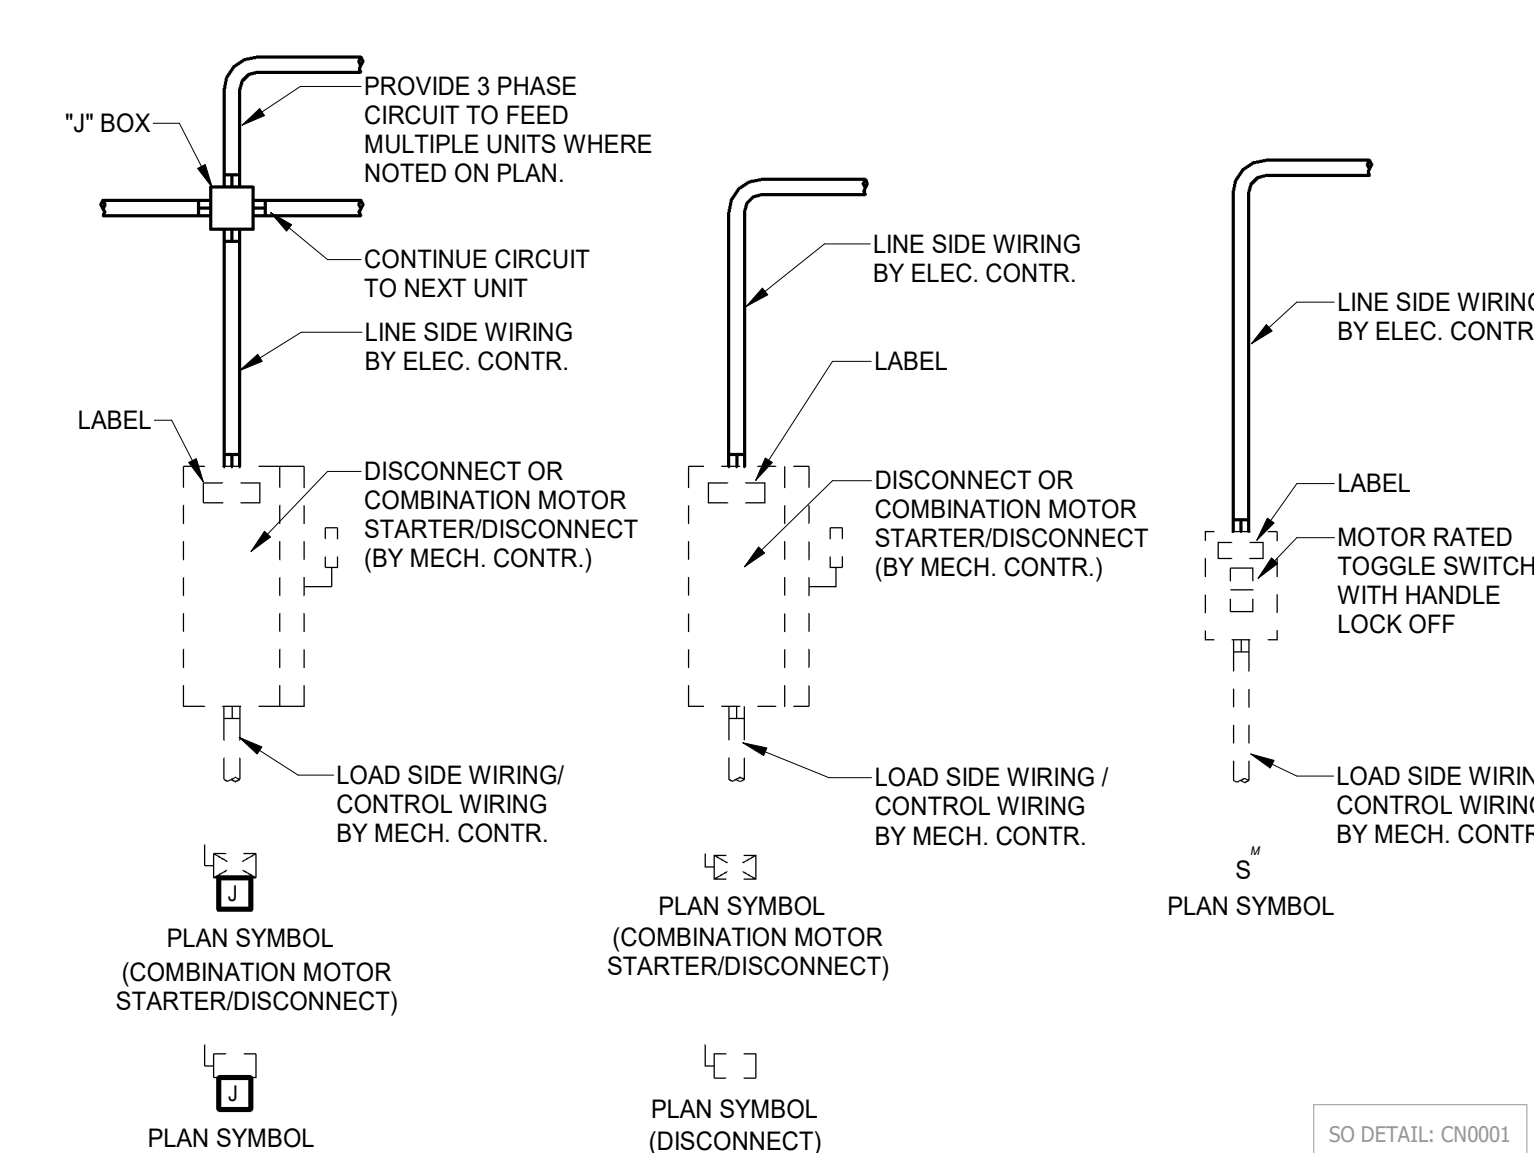 "J" BOX
PROVIDE 3 PHASE
CIRCUIT TO FEED
MULTIPLE UNITS WHERE
NOTED ON PLAN.
CONTINUE CIRCUIT
TO NEXT UNIT
LINE SIDE WIRING
BY ELEC. CONTR.
LABEL
DISCONNECT OR
COMBINATION MOTOR
STARTER/DISCONNECT
(BY MECH. CONTR.)
LOAD SIDE WIRING/
CONTROL WIRING
BY MECH. CONTR.
J
PLAN SYMBOL
(COMBINATION MOTOR
STARTER/DISCONNECT)
J
PLAN SYMBOL
LINE SIDE WIRING
BY ELEC. CONTR.
LABEL
DISCONNECT OR
COMBINATION MOTOR
STARTER/DISCONNECT
(BY MECH. CONTR.)
LOAD SIDE WIRING /
CONTROL WIRING
BY MECH. CONTR.
PLAN SYMBOL
(COMBINATION MOTOR
STARTER/DISCONNECT)
PLAN SYMBOL
(DISCONNECT)
LINE SIDE WIRING
BY ELEC. CONTR
LABEL
MOTOR RATED
TOGGLE SWITCH
WITH HANDLE
LOCK OFF
LOAD SIDE WIRIN
CONTROL WIRING
BY MECH. CONTR
S M
PLAN SYMBOL
SO DETAIL: CN0001